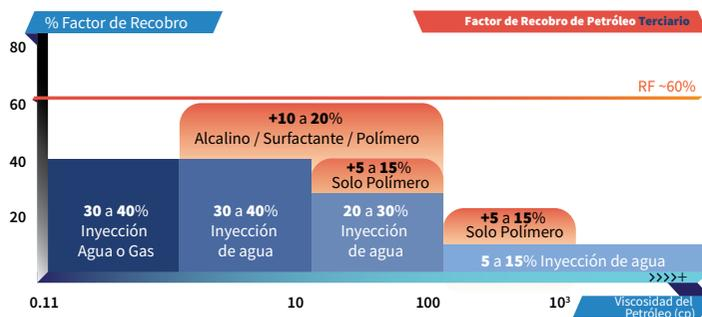 % Factor de Recobro
Factor de Recobro de Petróleo Terciario
80
RF ~60%
60
+10 a 20%
Alcalino / Surfactante / Polímero
40
+5 a 15%
Solo Polímero
30 a 40%
Inyección
Agua o Gas
30 a 40%
Inyección
de agua
20 a 30%
Inyección
de agua
20
+5 a 15%
Solo Polímero
5 a 15% Inyección de agua
>>>>+
0.11
10
100
10³
Viscosidad del
Petróleo (cp)